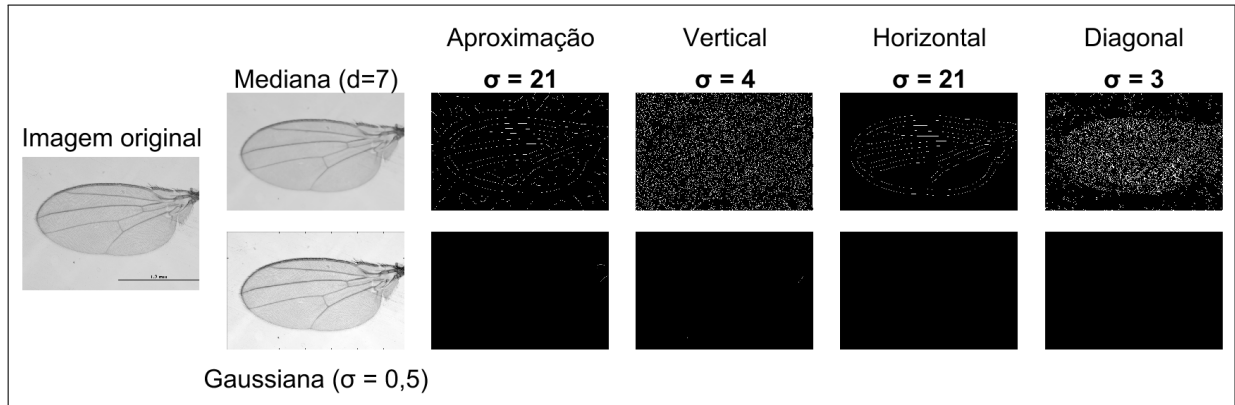 Aproximação Vertical Horizontal Diagonal
Mediana (d=7) σ = 21 σ = 4 σ = 21 σ = 3
Imagem original
Gaussiana (σ = 0,5)